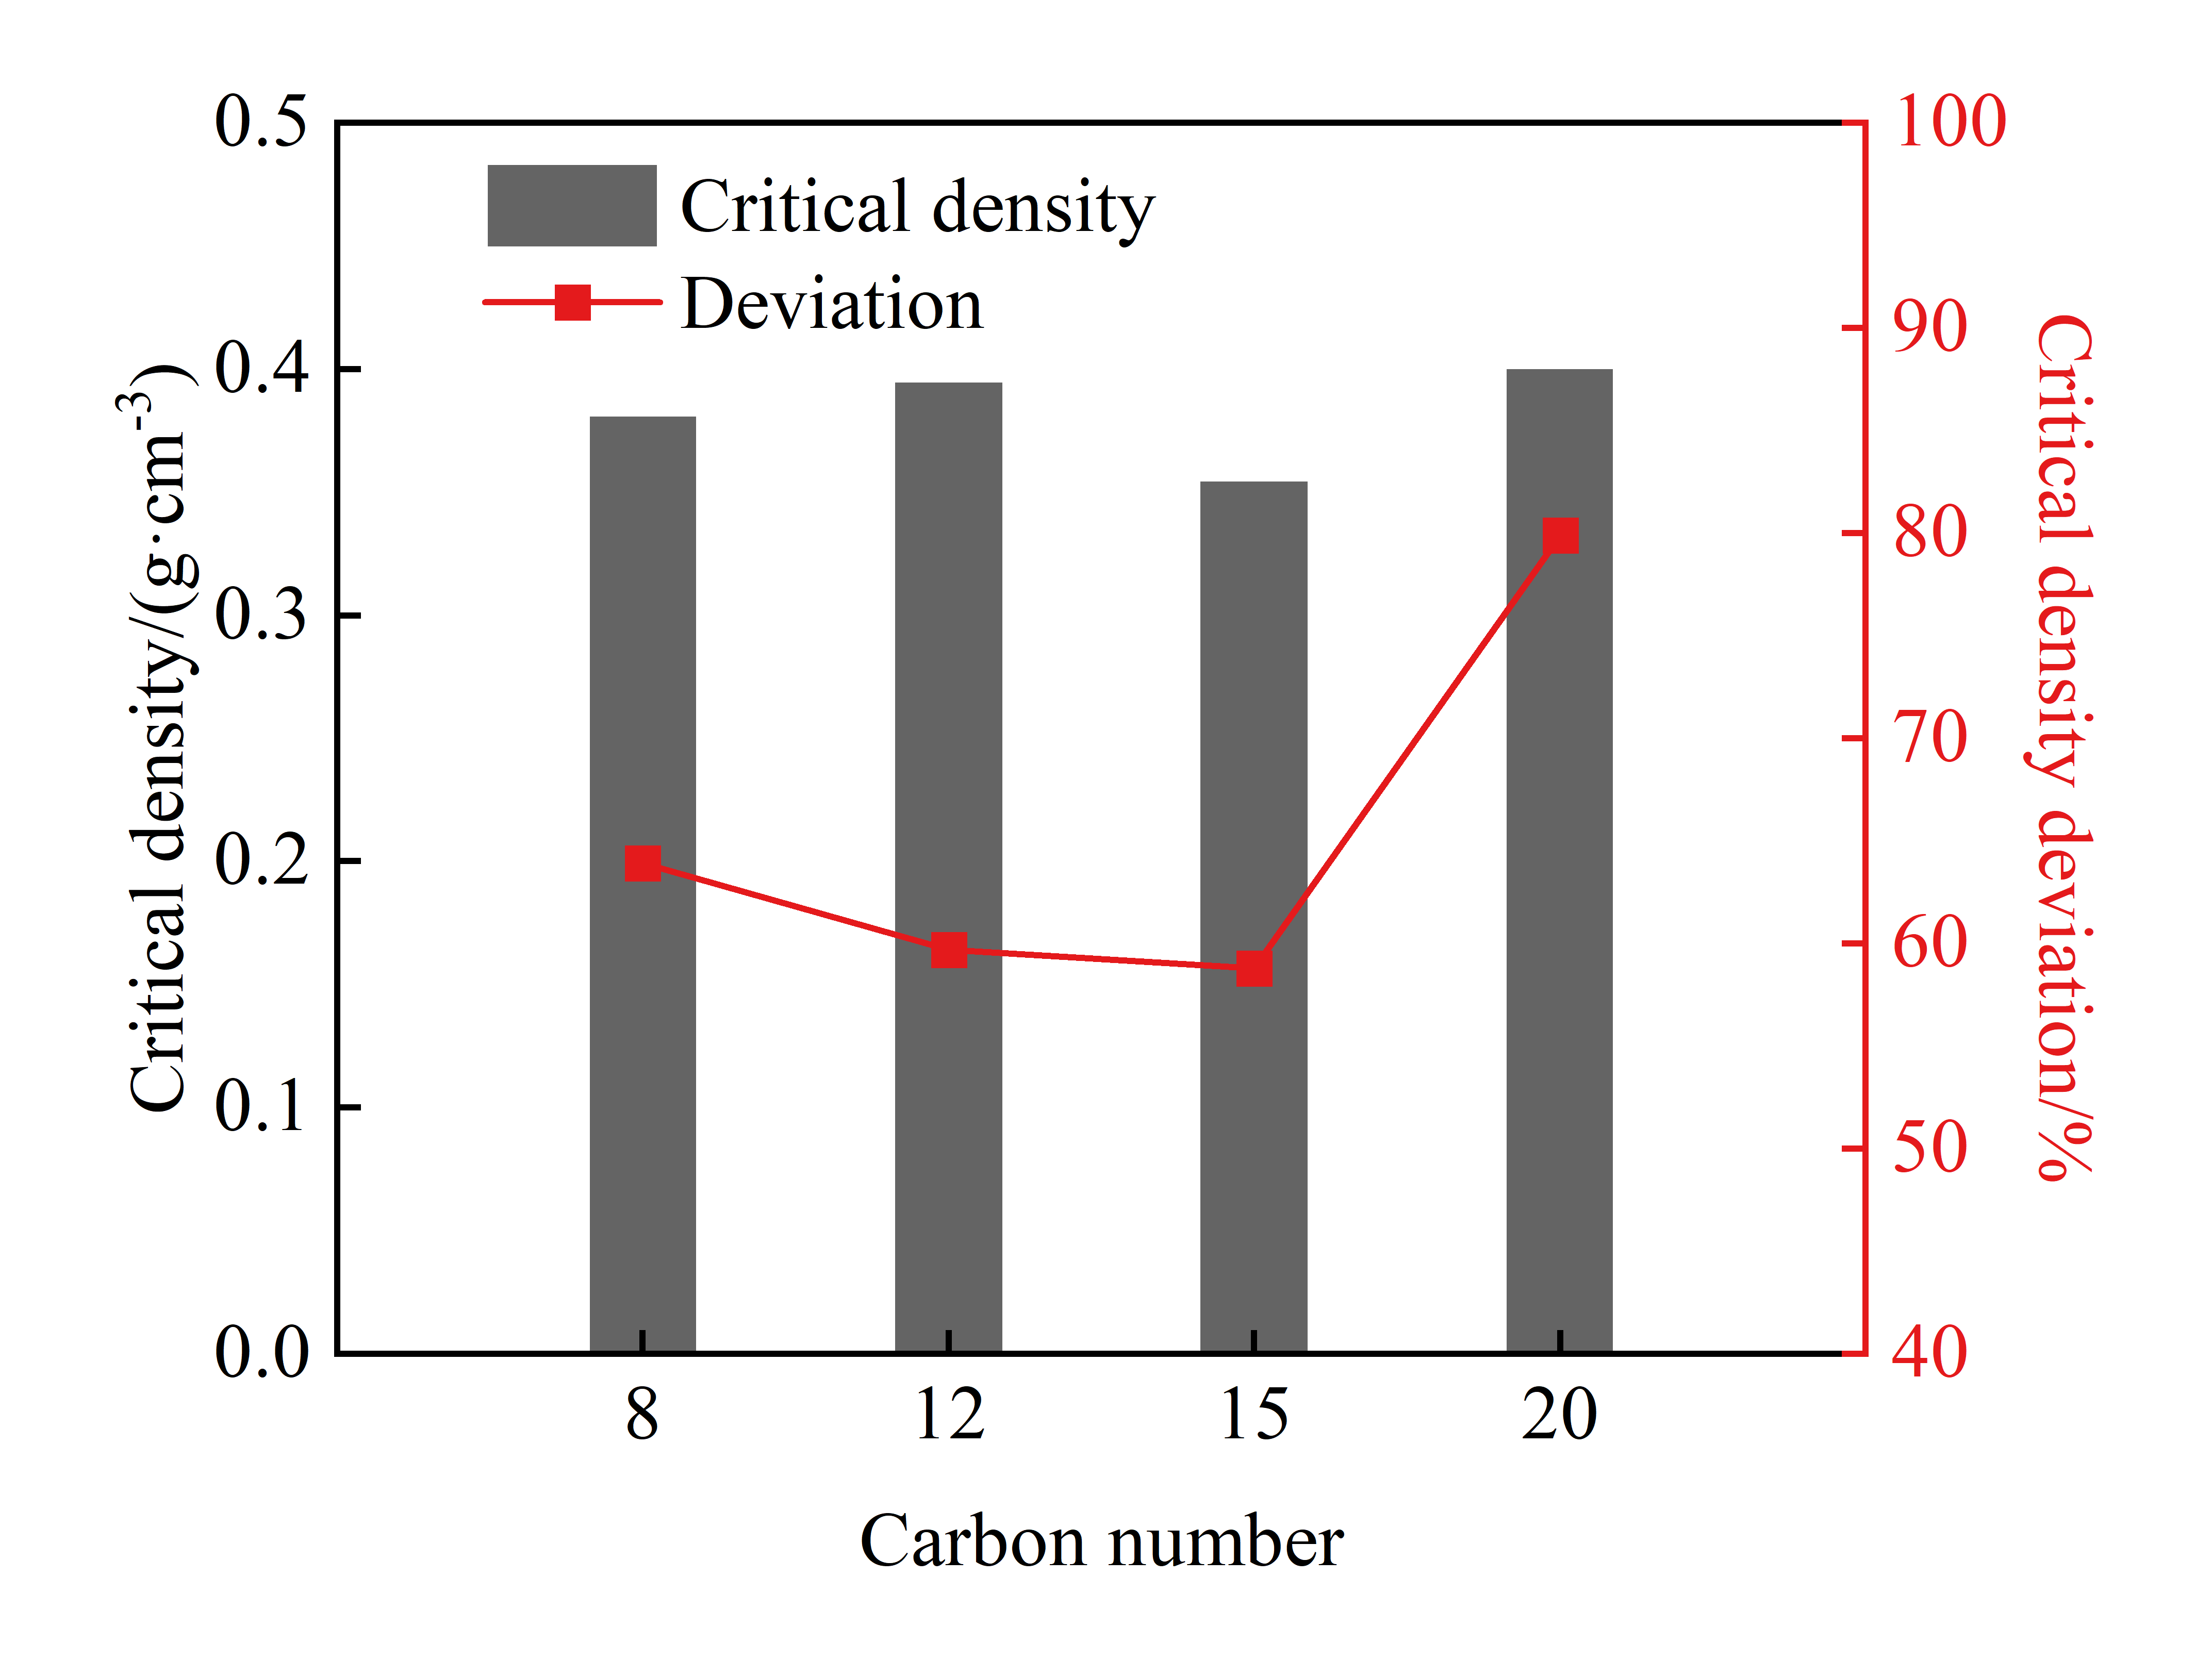 0.5
0.4
0.3
0.2
0.1
0.0
Critical density/(g·cm⁻³)
Critical density
Deviation
100
90
80
70
60
50
40
Critical density deviation/%
8 12 15 20
Carbon number